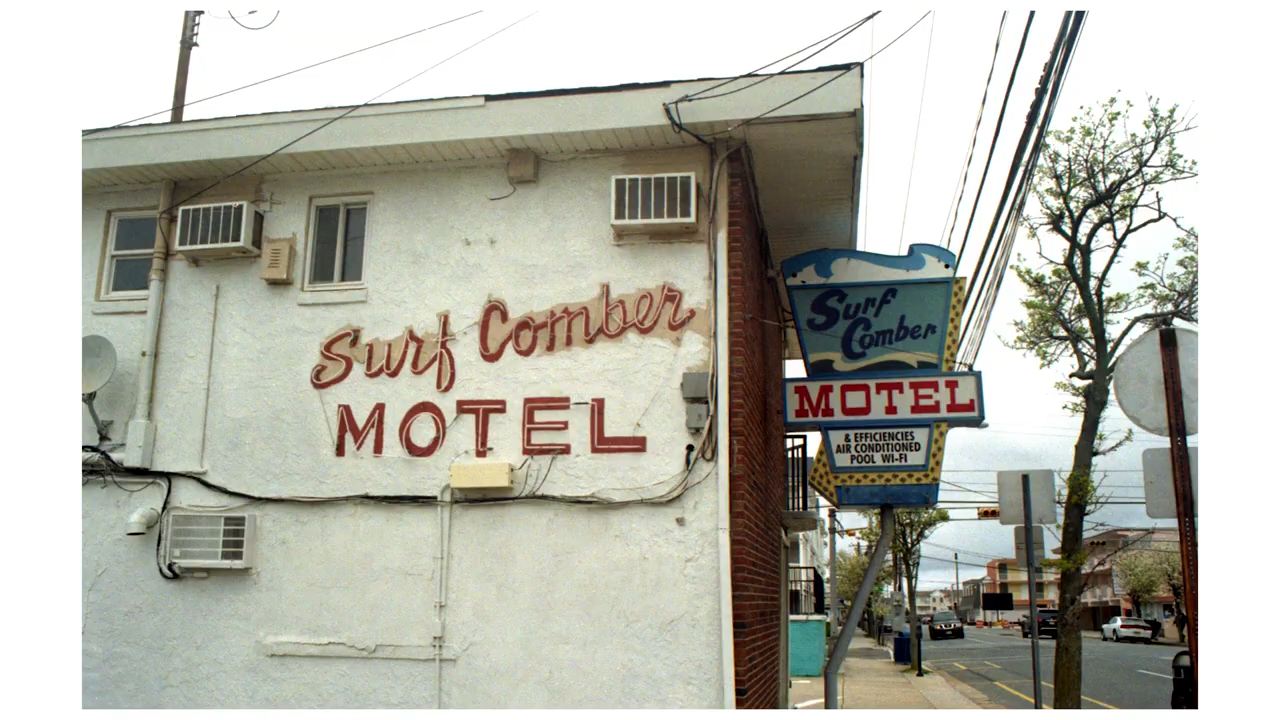 Surf Comber
MOTEL
Surf
Comber
MOTEL
& EFFICIENCIES
AIR CONDITIONED
POOL WI-FI